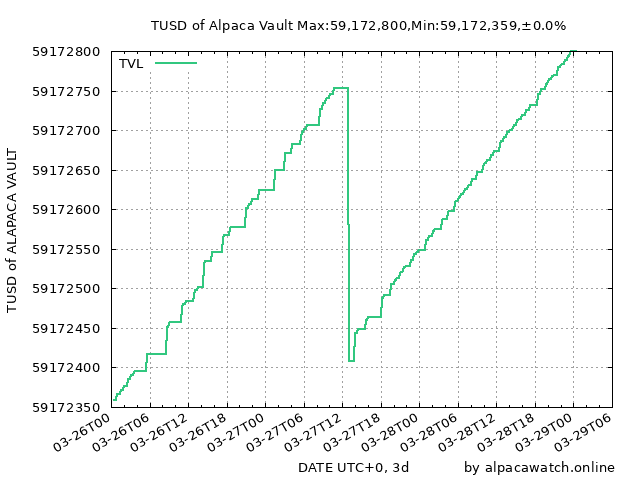 TUSD of Alpaca Vault Max:59,172,800,Min:59,172,359,±0.0%
TVL
59172800
59172750
59172700
59172650
59172600
59172550
59172500
59172450
59172400
59172350
TUSD of ALAPACA VAULT
03-26T00
03-26T06
03-26T12
03-26T18
03-27T00
03-27T06
03-27T12
03-27T18
03-28T00
03-28T06
03-28T12
03-28T18
03-29T00
03-29T06
DATE UTC+0, 3d
by alpacawatch.online